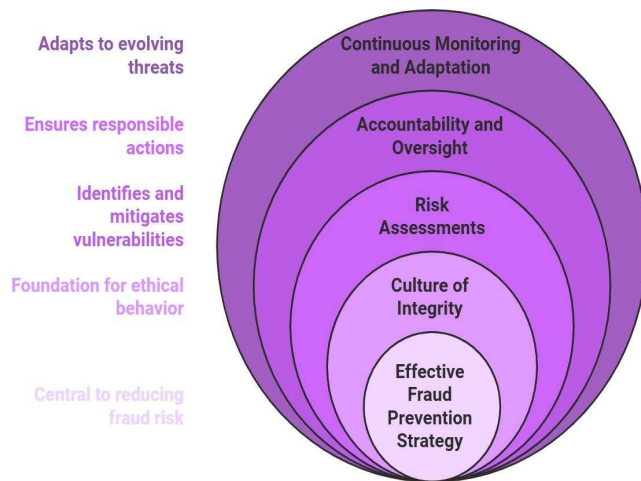 Adapts to evolving
threats
Continuous Monitoring
and Adaptation
Ensures responsible
actions
Accountability and
Oversight
Identifies and
mitigates
vulnerabilities
Risk
Assessments
Foundation for ethical
behavior
Culture of
Integrity
Central to reducing
fraud risk
Effective
Fraud
Prevention
Strategy